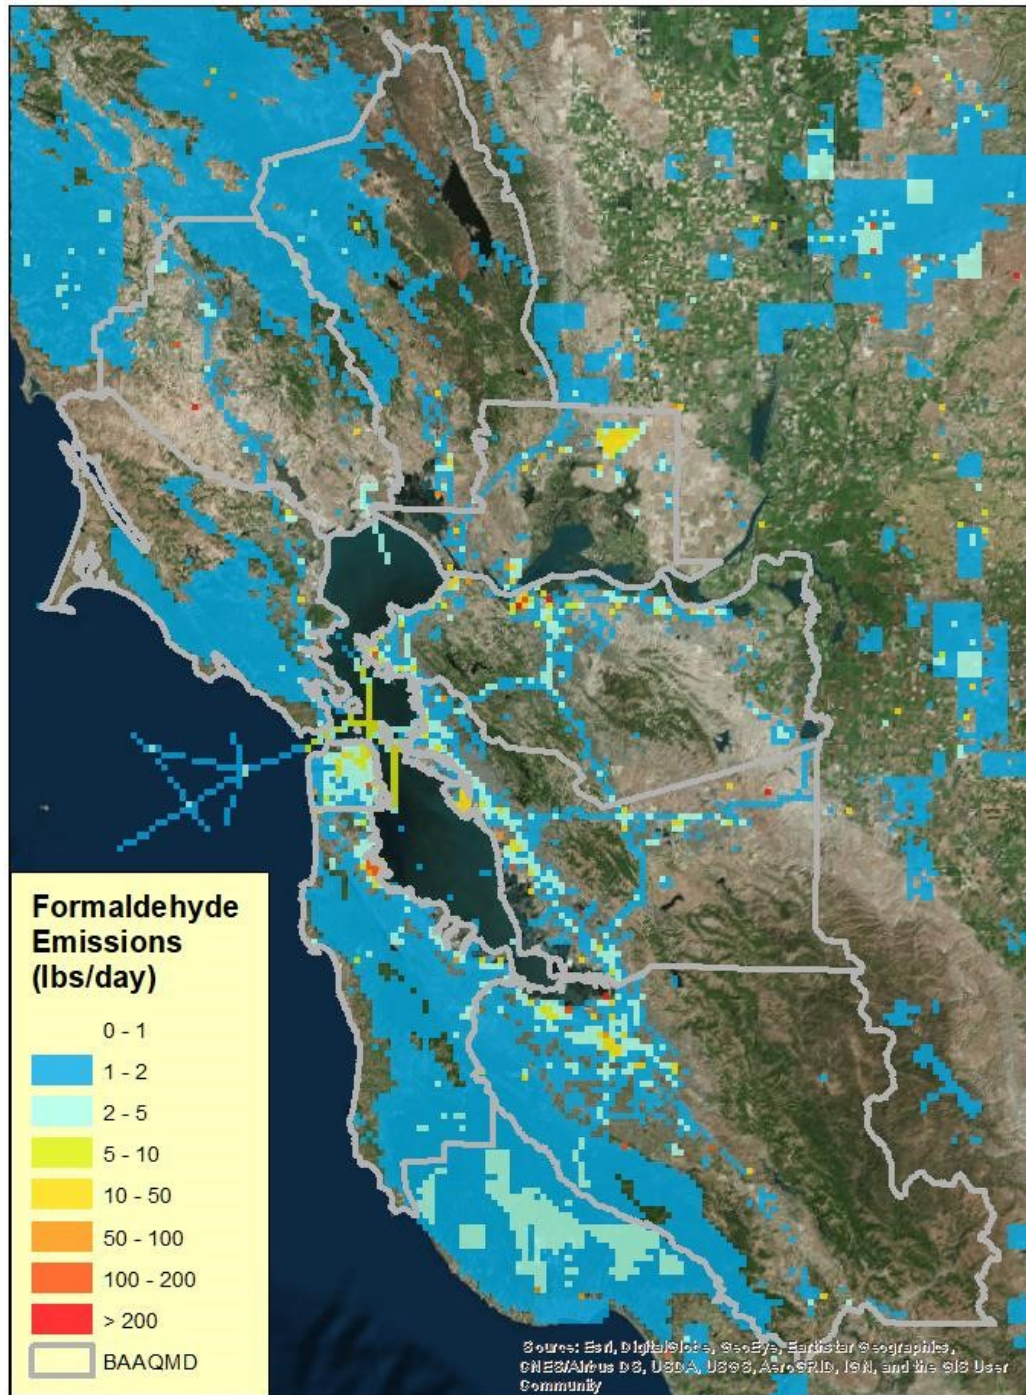 Formaldehyde
Emissions
(lbs/day)
0 - 1
1 - 2
2 - 5
5 - 10
10 - 50
50 - 100
100 - 200
> 200
BAAQMD
Source: Esri, DigitalGlobe, GeoEye, Earthstar Geographics,
CNES/Airbus DS, USDA, USGS, AeroGRID, IGN, and the GIS User
Community